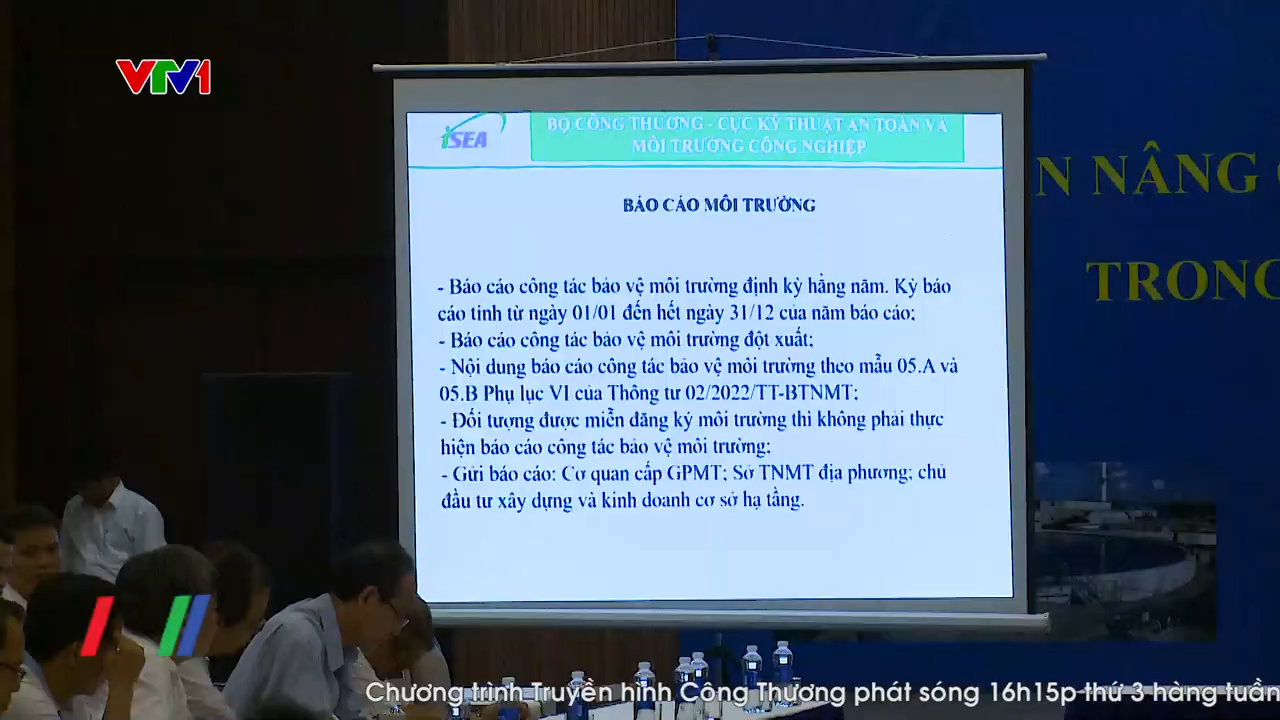 VTV1
iSEA
BỘ CÔNG THƯƠNG - CỤC KỸ THUẬT AN TOÀN VÀ
MÔI TRƯỜNG CÔNG NGHIỆP
BÁO CÁO MÔI TRƯỜNG
- Báo cáo công tác bảo vệ môi trường định kỳ hằng năm. Kỳ báo
cáo tính từ ngày 01/01 đến hết ngày 31/12 của năm báo cáo;
- Báo cáo công tác bảo vệ môi trường đột xuất;
- Nội dung báo cáo công tác bảo vệ môi trường theo mẫu 05.A và
05.B Phụ lục VI của Thông tư 02/2022/TT-BTNMT;
- Đối tượng được miễn đăng ký môi trường thì không phải thực
hiện báo cáo công tác bảo vệ môi trường;
- Gửi báo cáo: Cơ quan cấp GPMT; Sở TNMT địa phương; chủ
đầu tư xây dựng và kinh doanh cơ sở hạ tầng.
N NÂNG
TRONG
Chương trình Truyền hình Công Thương phát sóng 16h15p thứ 3 hàng tuần